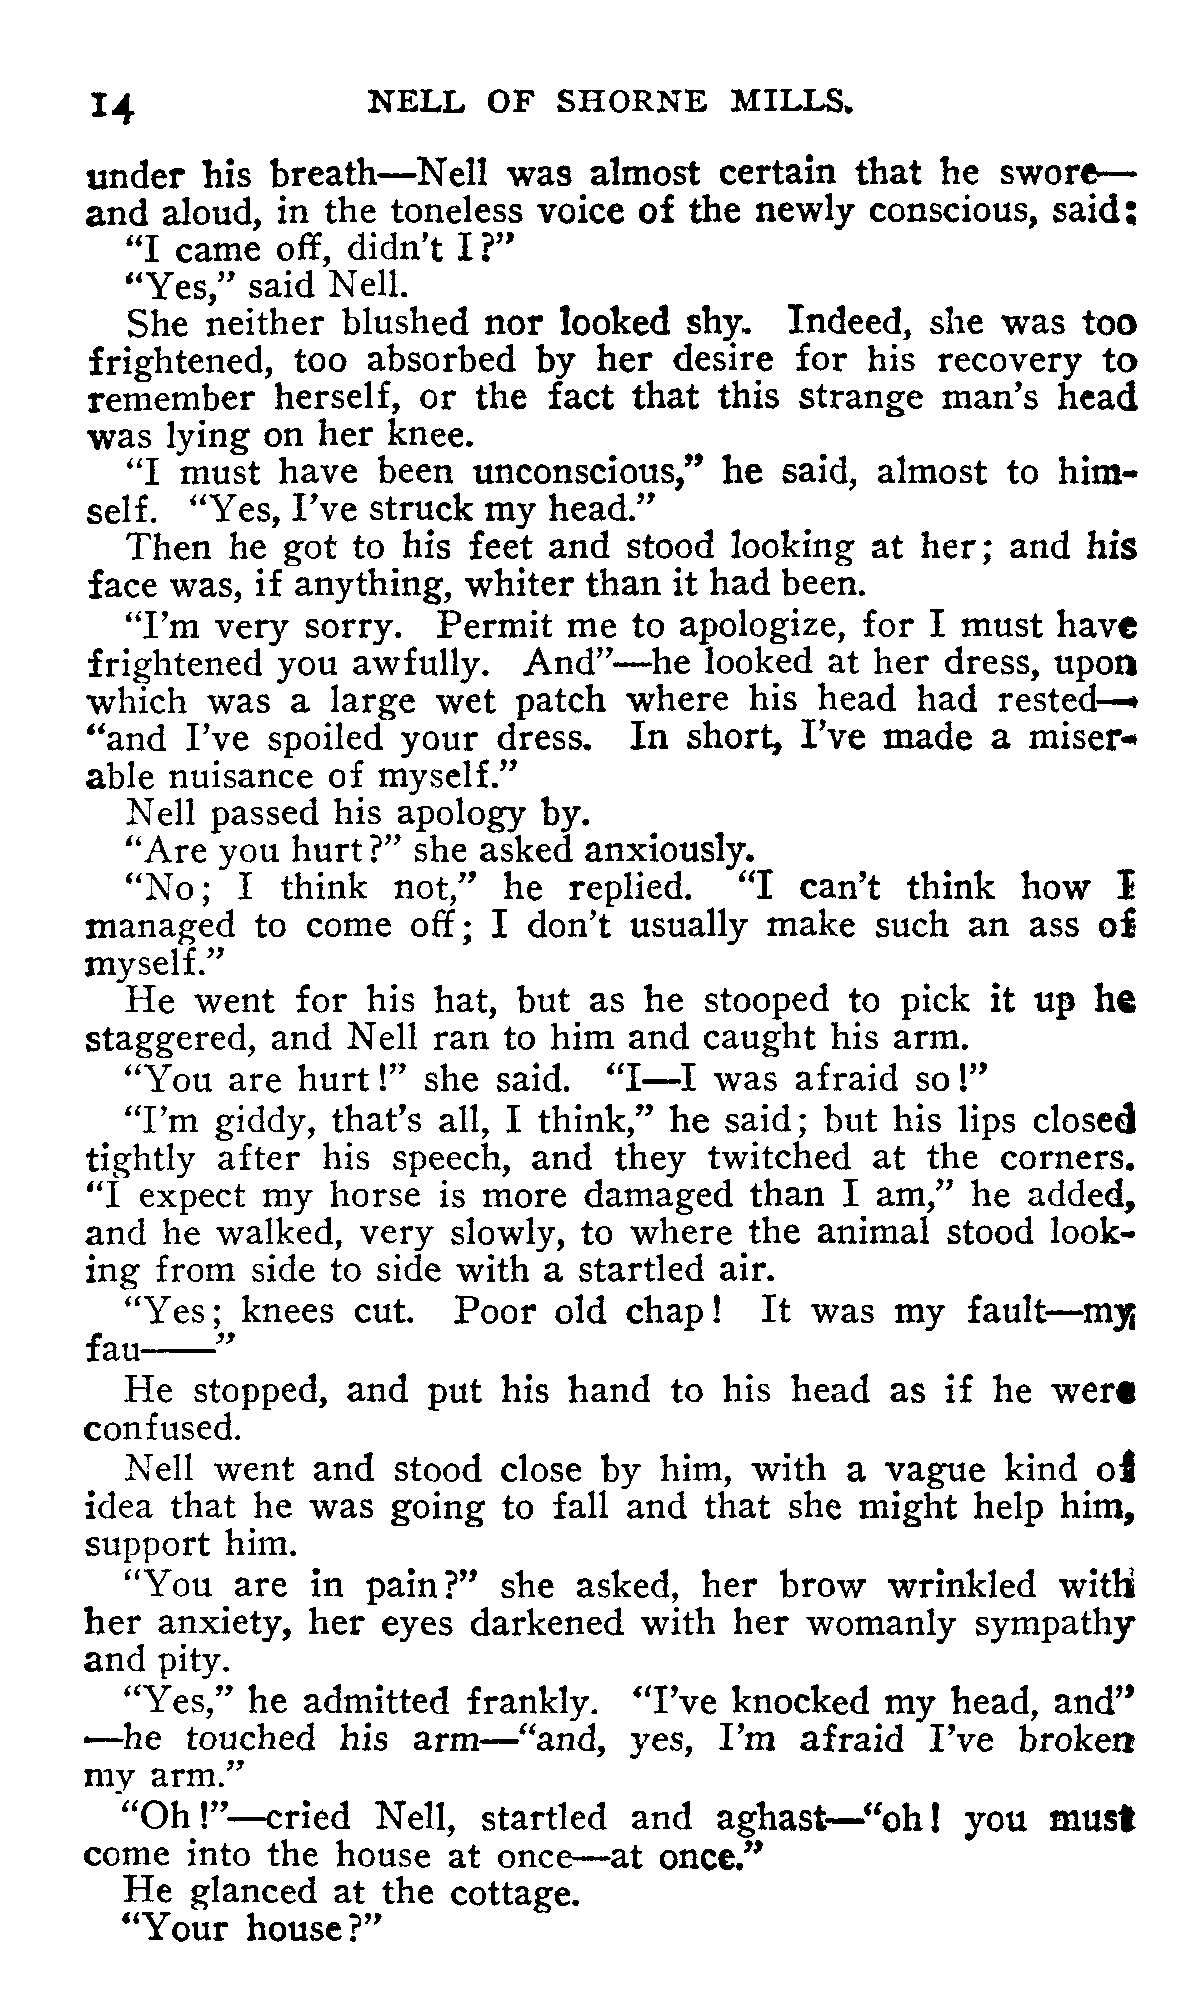 14 NELL OF SHORNE MILLS.
under his breath—Nell was almost certain that he swore—
and aloud, in the toneless voice of the newly conscious, said:
"I came off, didn't I?"
"Yes," said Nell.
She neither blushed nor looked shy. Indeed, she was too
frightened, too absorbed by her desire for his recovery to
remember herself, or the fact that this strange man's head
was lying on her knee.
"I must have been unconscious," he said, almost to him-
self. "Yes, I've struck my head."
Then he got to his feet and stood looking at her; and his
face was, if anything, whiter than it had been.
"I'm very sorry. Permit me to apologize, for I must have
frightened you awfully. And"—he looked at her dress, upon
which was a large wet patch where his head had rested—
"and I've spoiled your dress. In short, I've made a miser-
able nuisance of myself."
Nell passed his apology by.
"Are you hurt?" she asked anxiously.
"No; I think not," he replied. "I can't think how I
managed to come off; I don't usually make such an ass of
myself."
He went for his hat, but as he stooped to pick it up he
staggered, and Nell ran to him and caught his arm.
"You are hurt!" she said. "I—I was afraid so!"
"I'm giddy, that's all, I think," he said; but his lips closed
tightly after his speech, and they twitched at the corners.
"I expect my horse is more damaged than I am," he added,
and he walked, very slowly, to where the animal stood look-
ing from side to side with a startled air.
"Yes; knees cut. Poor old chap! It was my fault—my
fau——"
He stopped, and put his hand to his head as if he were
confused.
Nell went and stood close by him, with a vague kind of
idea that he was going to fall and that she might help him,
support him.
"You are in pain?" she asked, her brow wrinkled with
her anxiety, her eyes darkened with her womanly sympathy
and pity.
"Yes," he admitted frankly. "I've knocked my head, and"
—he touched his arm—"and, yes, I'm afraid I've broken
my arm."
"Oh!"—cried Nell, startled and aghast—"oh! you must
come into the house at once—at once."
He glanced at the cottage.
"Your house?"